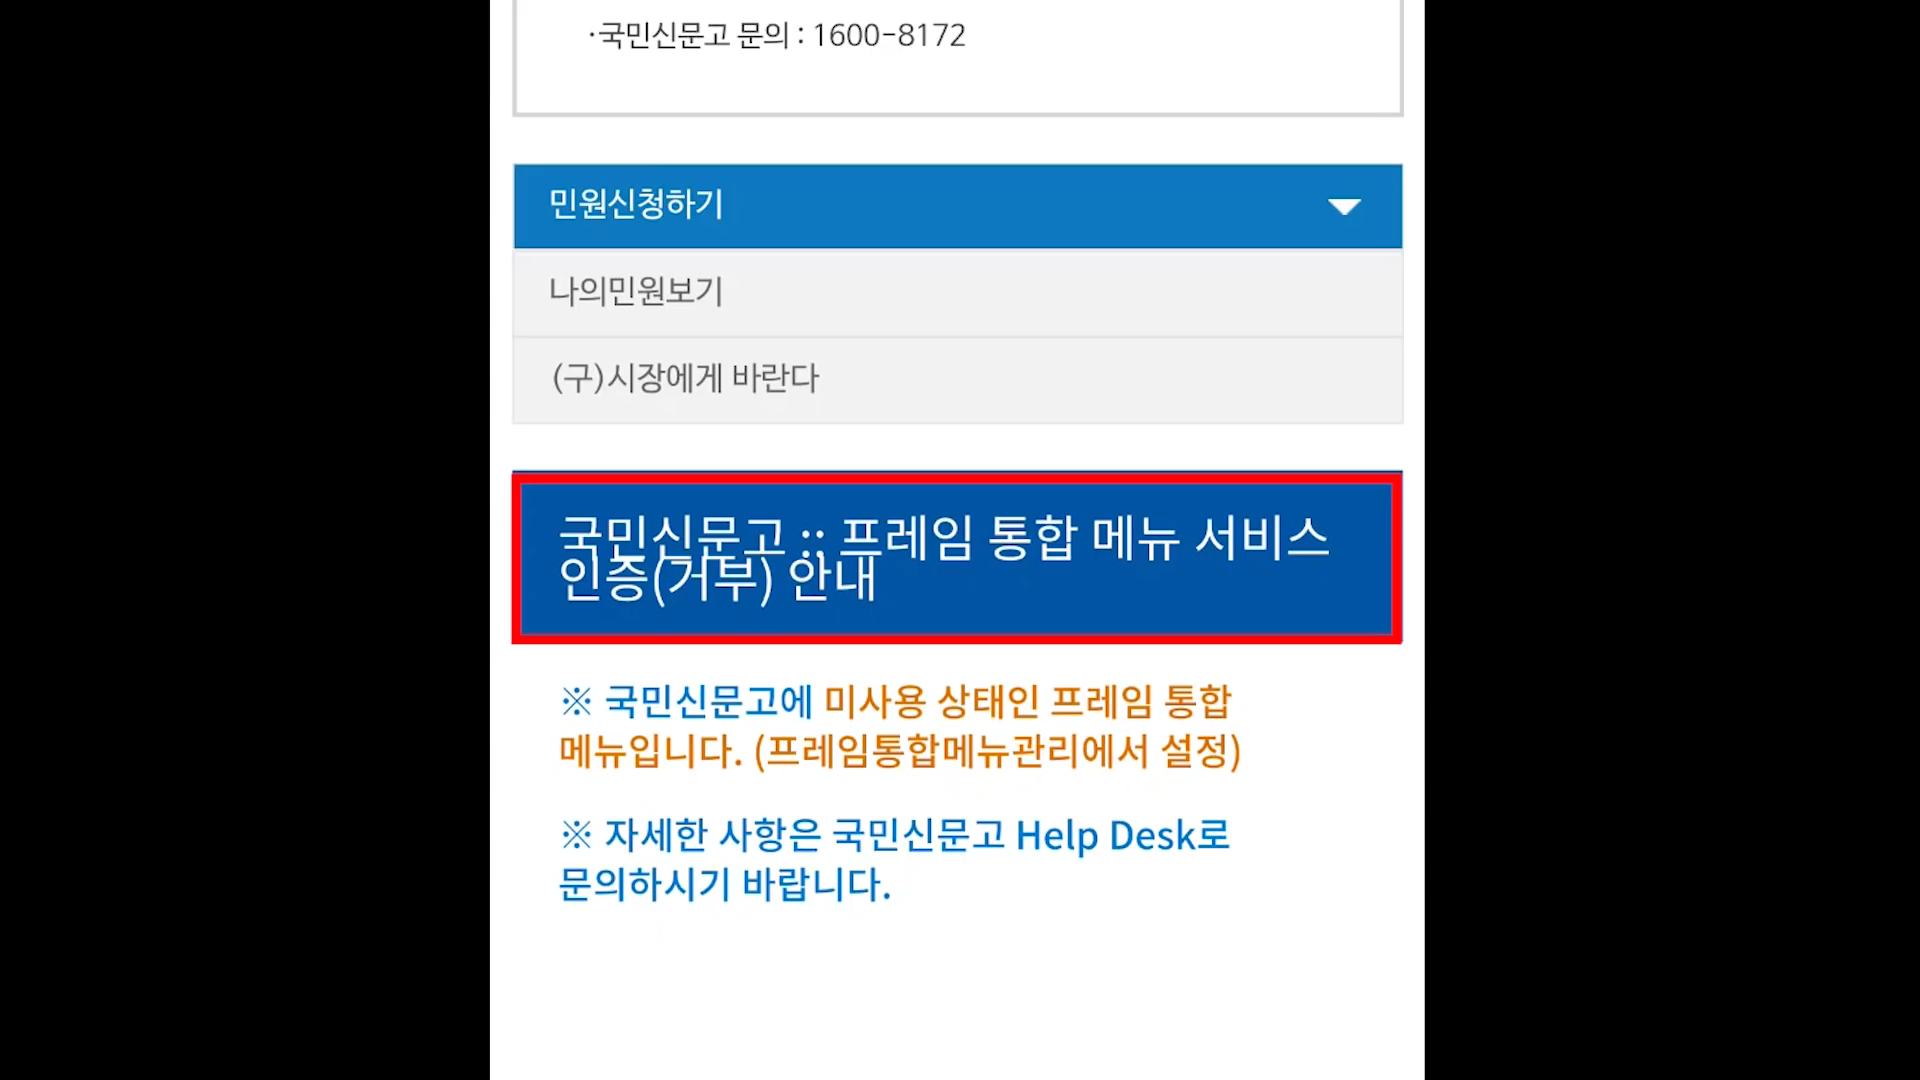 ·국민신문고 문의 : 1600-8172
민원신청하기
나의민원보기
(구)시장에게 바란다
국민신문고 :: 프레임 통합 메뉴 서비스
인증(거부) 안내
※ 국민신문고에 미사용 상태인 프레임 통합
메뉴입니다. (프레임통합메뉴관리에서 설정)
※ 자세한 사항은 국민신문고 Help Desk로
문의하시기 바랍니다.